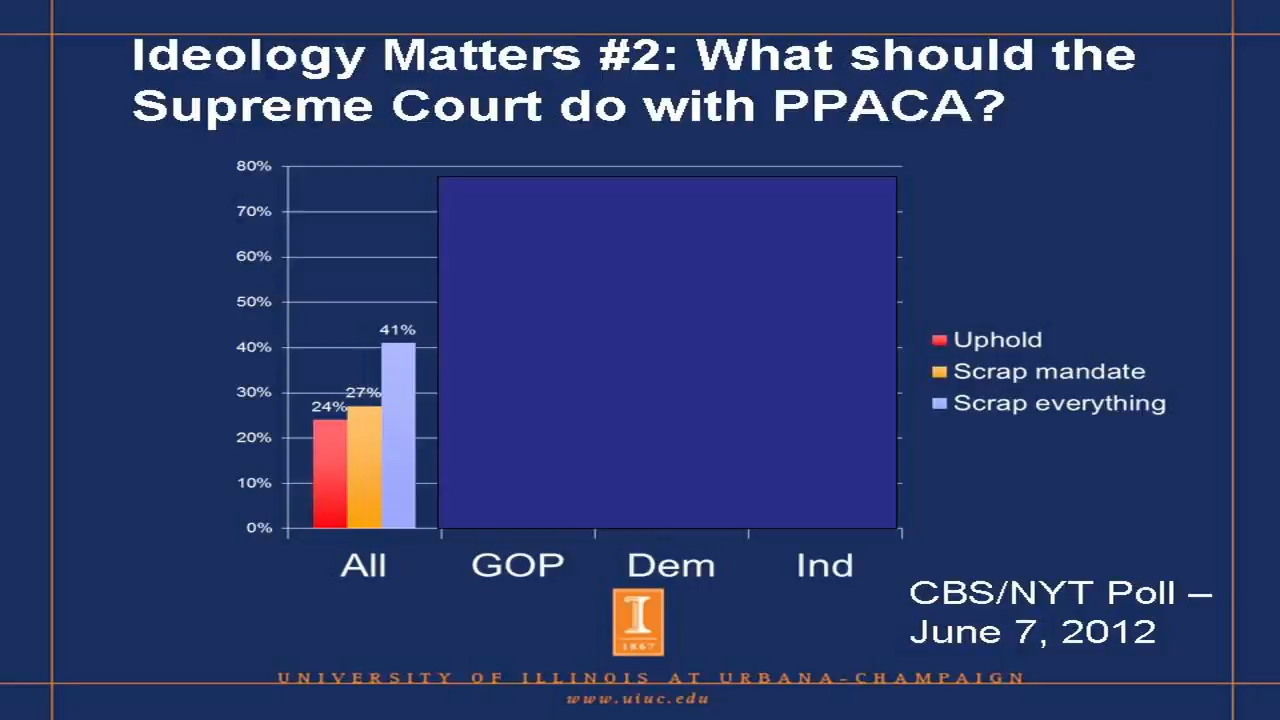 Ideology Matters #2: What should the
Supreme Court do with PPACA?
80%
70%
60%
50%
40%
30%
20%
10%
0%
41%
27%
24%
Uphold
Scrap mandate
Scrap everything
All GOP Dem Ind
CBS/NYT Poll –
June 7, 2012
I
1867
UNIVERSITY OF ILLINOIS AT URBANA-CHAMPAIGN
www.uiuc.edu